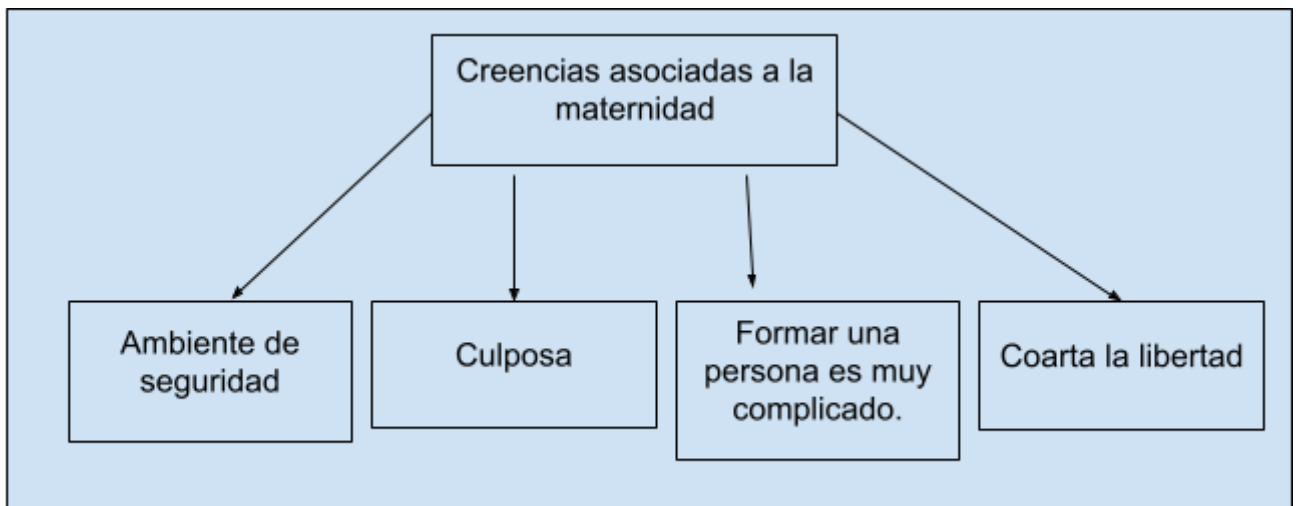 Creencias asociadas a la
maternidad
Ambiente de
seguridad
Culposa
Formar una
persona es muy
complicado.
Coarta la libertad